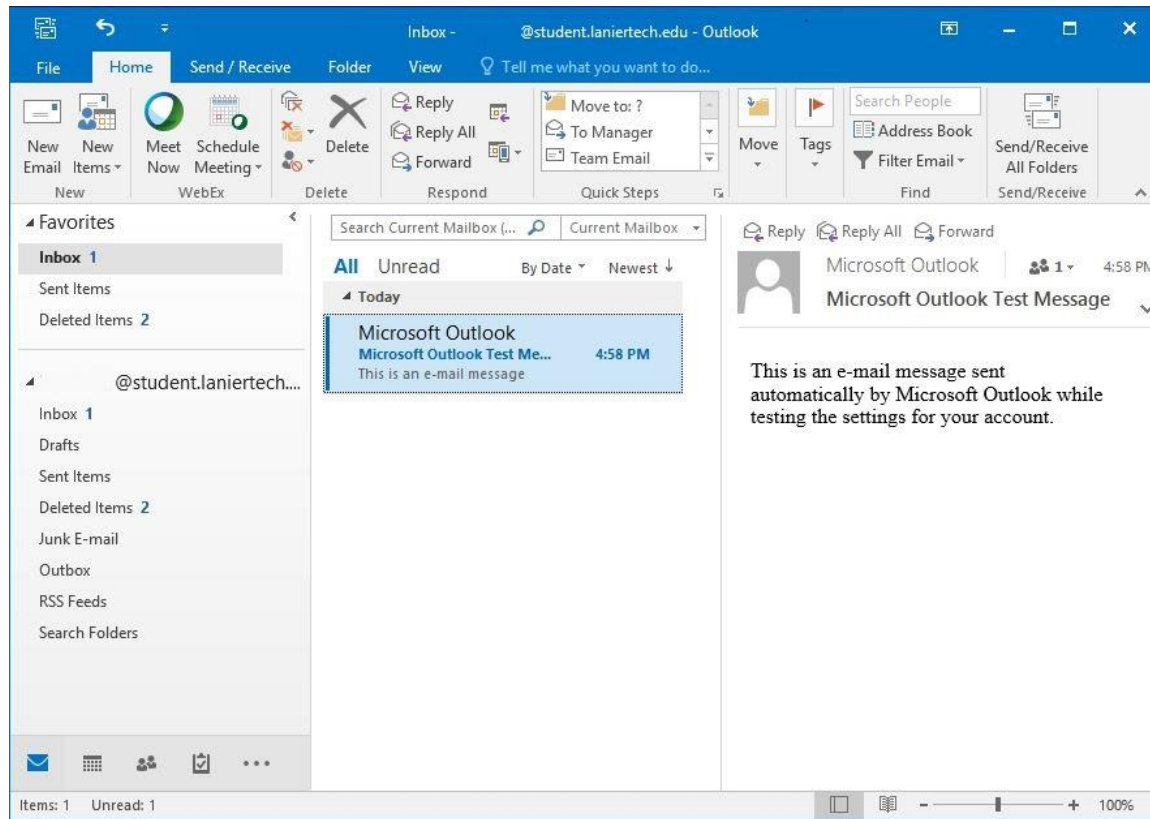 Inbox - @student.laniertech.edu - Outlook
File Home Send / Receive Folder View Tell me what you want to do...
New Email
New Items
Meet Now
Schedule Meeting
Delete
Reply
Reply All
Forward
Move to: ?
To Manager
Team Email
Move
Tags
Search People
Address Book
Filter Email
Send/Receive All Folders
New WebEx Delete Respond Quick Steps Find Send/Receive
Favorites
Inbox 1
Sent Items
Deleted Items 2
@student.laniertech....
Inbox 1
Drafts
Sent Items
Deleted Items 2
Junk E-mail
Outbox
RSS Feeds
Search Folders
Search Current Mailbox (... Current Mailbox
All Unread By Date Newest ↓
Today
Microsoft Outlook
Microsoft Outlook Test Me... 4:58 PM
This is an e-mail message
Reply Reply All Forward
Microsoft Outlook 1 4:58 PM
Microsoft Outlook Test Message
This is an e-mail message sent
automatically by Microsoft Outlook while
testing the settings for your account.
Items: 1 Unread: 1 - + 100%